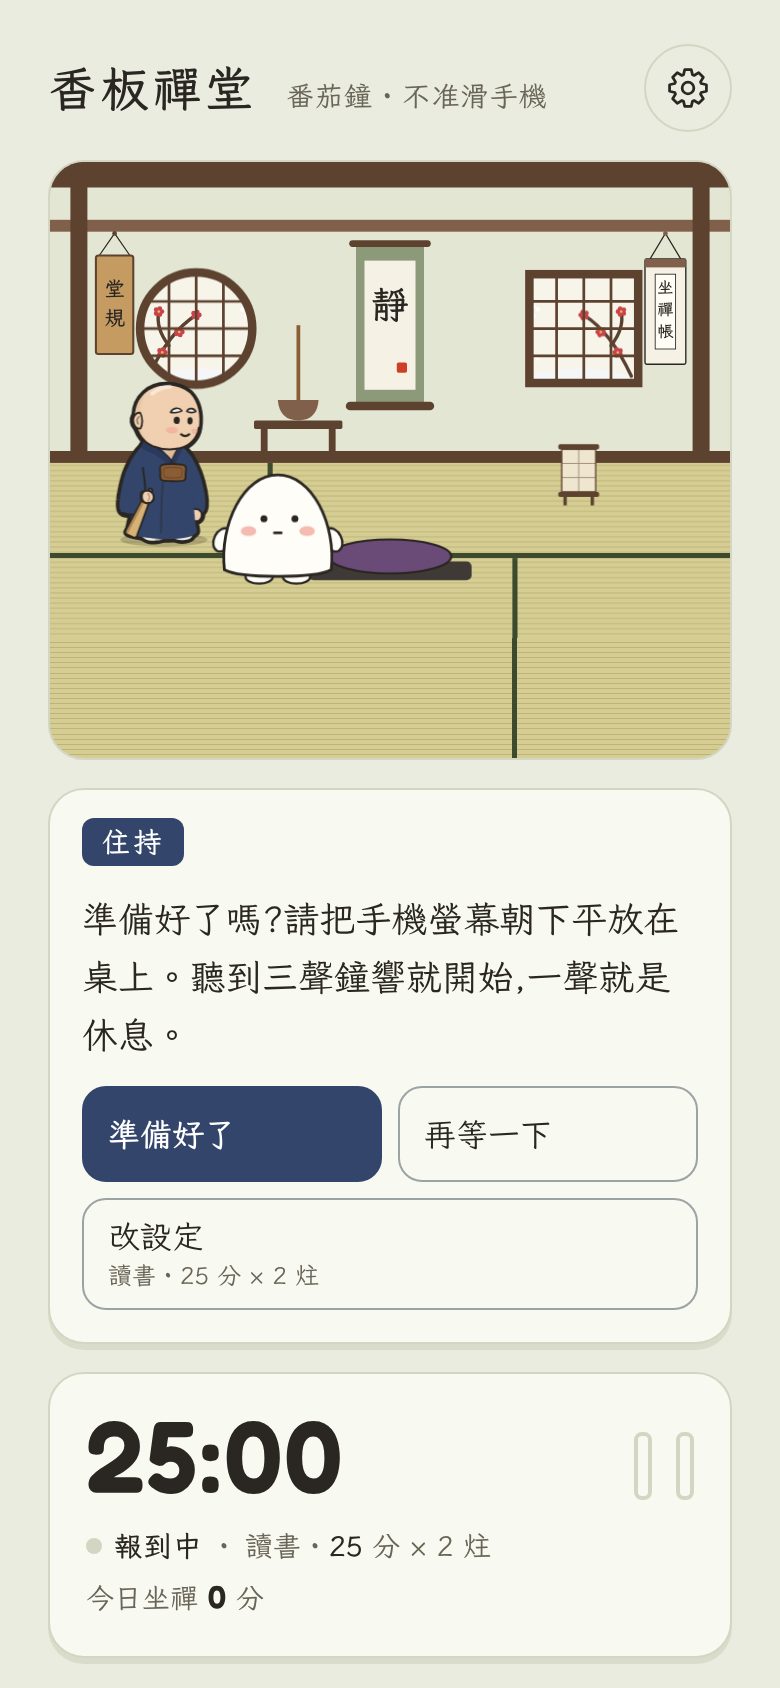 香板禪堂
番茄鐘・不准滑手機
堂規
靜
坐禪帳
住持
準備好了嗎?請把手機螢幕朝下平放在
桌上。聽到三聲鐘響就開始,一聲就是
休息。
準備好了
再等一下
改設定
讀書・25 分 × 2 炷
25:00
報到中 ・ 讀書・25 分 × 2 炷
今日坐禪 0 分